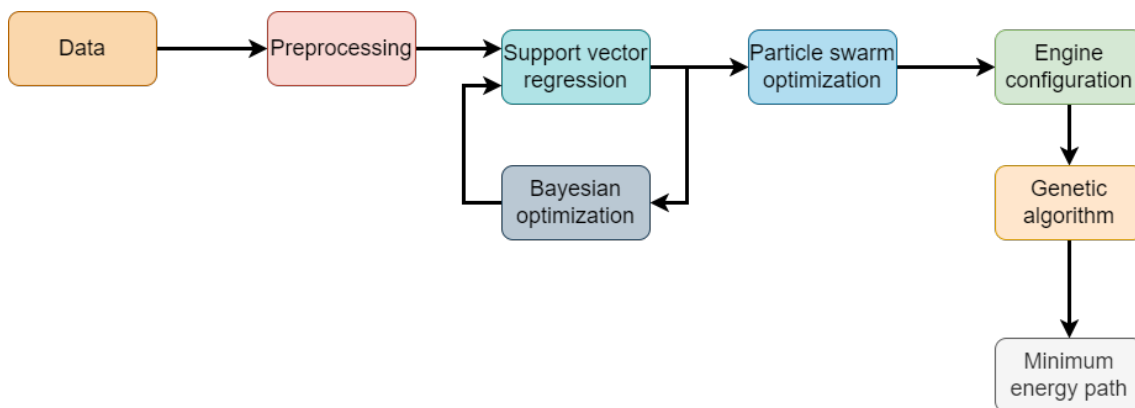 Data
Preprocessing
Support vector
regression
Particle swarm
optimization
Engine
configuration
Bayesian
optimization
Genetic
algorithm
Minimum
energy path